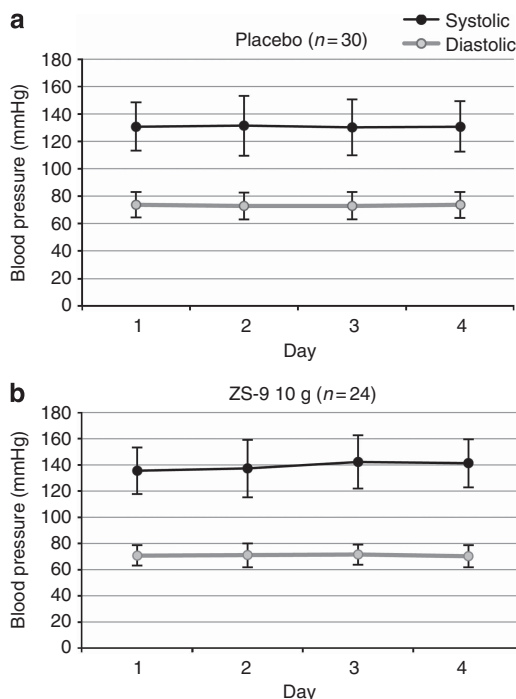 a
Placebo (n=30)
Systolic
Diastolic
Blood pressure (mmHg)
180
160
140
120
100
80
60
40
20
0
1 2 3 4
Day
b
ZS-9 10 g (n=24)
Blood pressure (mmHg)
180
160
140
120
100
80
60
40
20
0
1 2 3 4
Day